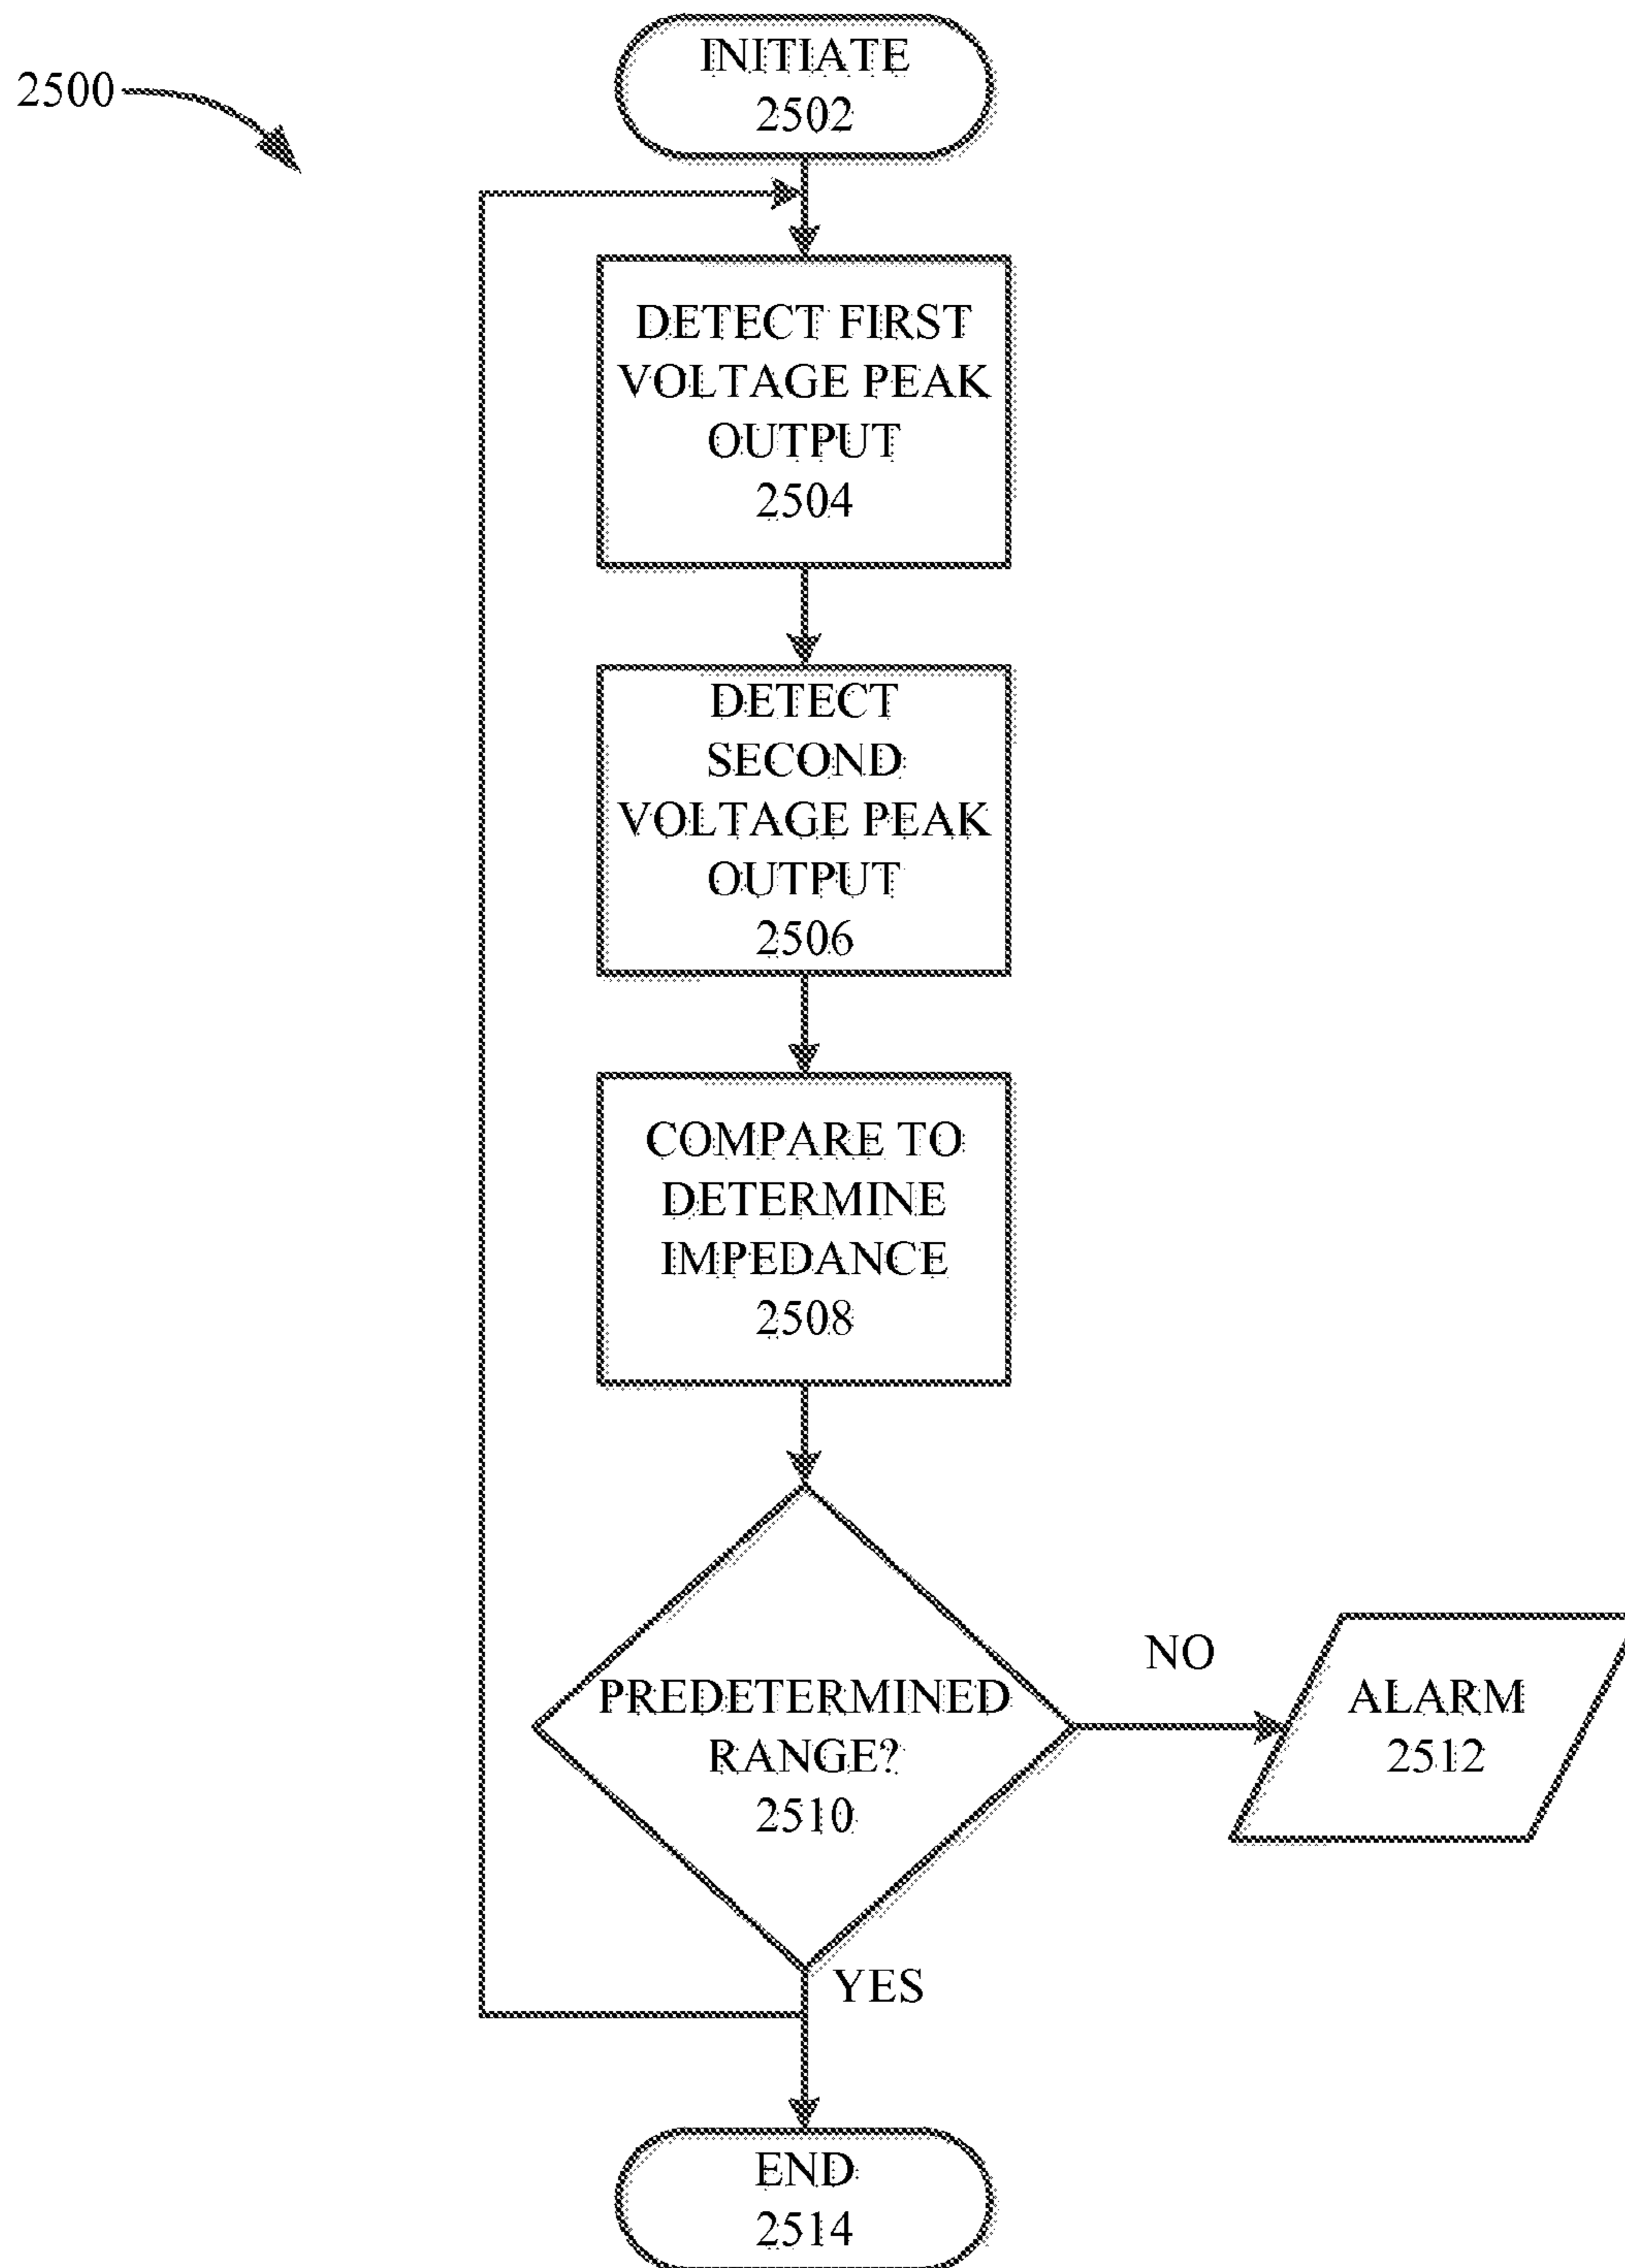 2500
INITIATE
2502
DETECT FIRST
VOLTAGE PEAK
OUTPUT
2504
DETECT
SECOND
VOLTAGE PEAK
OUTPUT
2506
COMPARE TO
DETERMINE
IMPEDANCE
2508
PREDETERMINED
RANGE?
2510
NO
ALARM
2512
YES
END
2514